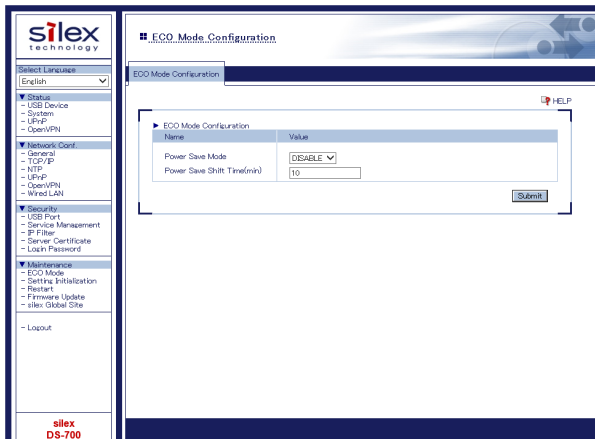 silex
technology
Select Language
English
▼ Status
- USB Device
- System
- UPnP
- OpenVPN
▼ Network Conf.
- General
- TCP/IP
- NTP
- UPnP
- OpenVPN
- Wired LAN
▼ Security
- USB Port
- Service Management
- IP Filter
- Server Certificate
- Login Password
▼ Maintenance
- ECO Mode
- Setting Initialization
- Restart
- Firmware Update
- silex Global Site
- Logout
silex
DS-700
ECO Mode Configuration
ECO Mode Configuration
HELP
ECO Mode Configuration
Name Value
Power Save Mode DISABLE
Power Save Shift Time(min) 10
Submit